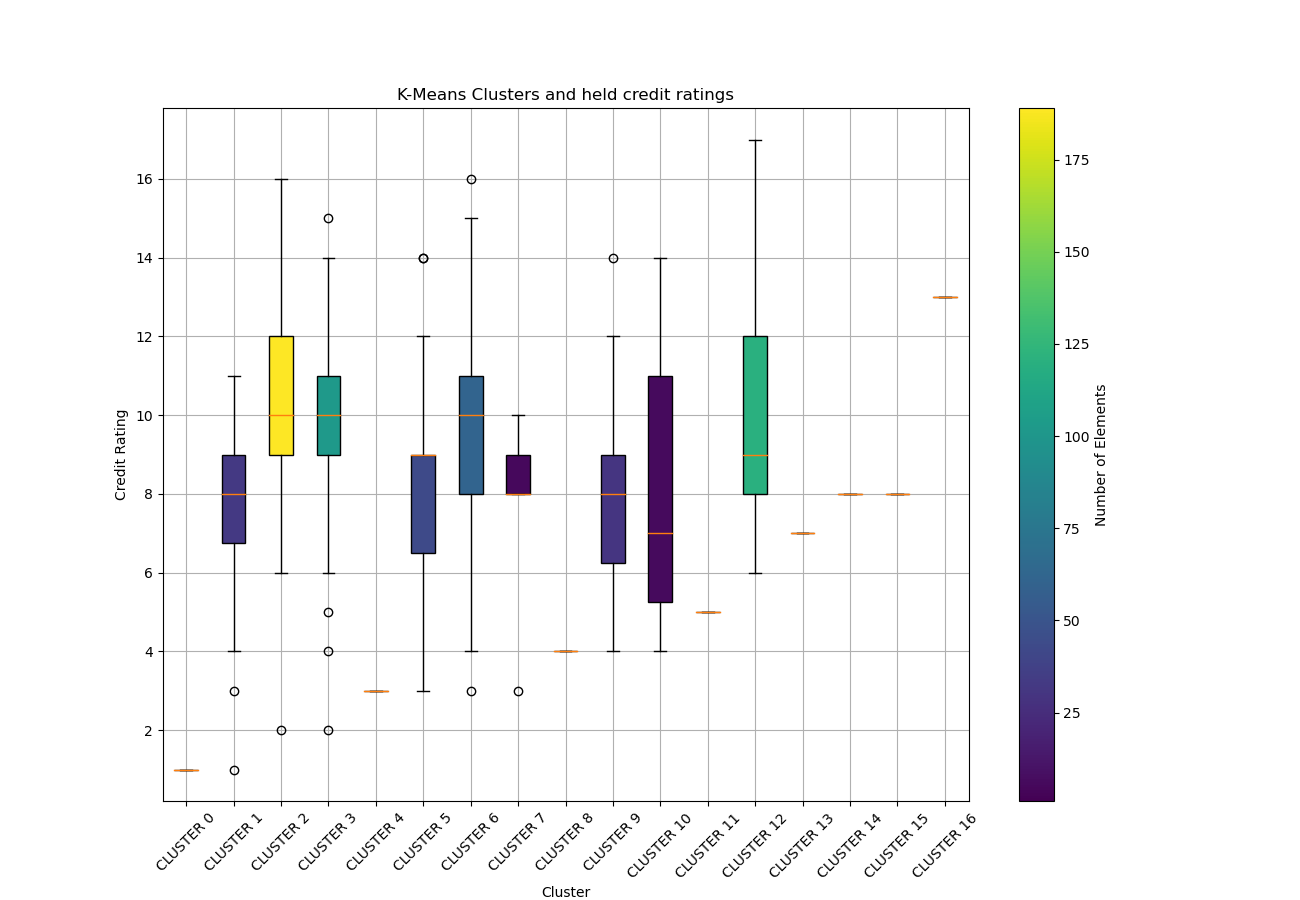 K-Means Clusters and held credit ratings
Credit Rating
16
14
12
10
8
6
4
2
CLUSTER 0
CLUSTER 1
CLUSTER 2
CLUSTER 3
CLUSTER 4
CLUSTER 5
CLUSTER 6
CLUSTER 7
CLUSTER 8
CLUSTER 9
CLUSTER 10
CLUSTER 11
CLUSTER 12
CLUSTER 13
CLUSTER 14
CLUSTER 15
CLUSTER 16
Cluster
175
150
125
100
75
50
25
Number of Elements